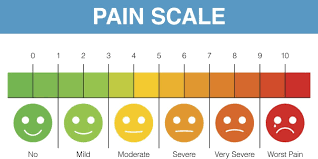 PAIN SCALE
0 1 2 3 4 5 6 7 8 9 10
No Mild Moderate Severe Very Severe Worst Pain